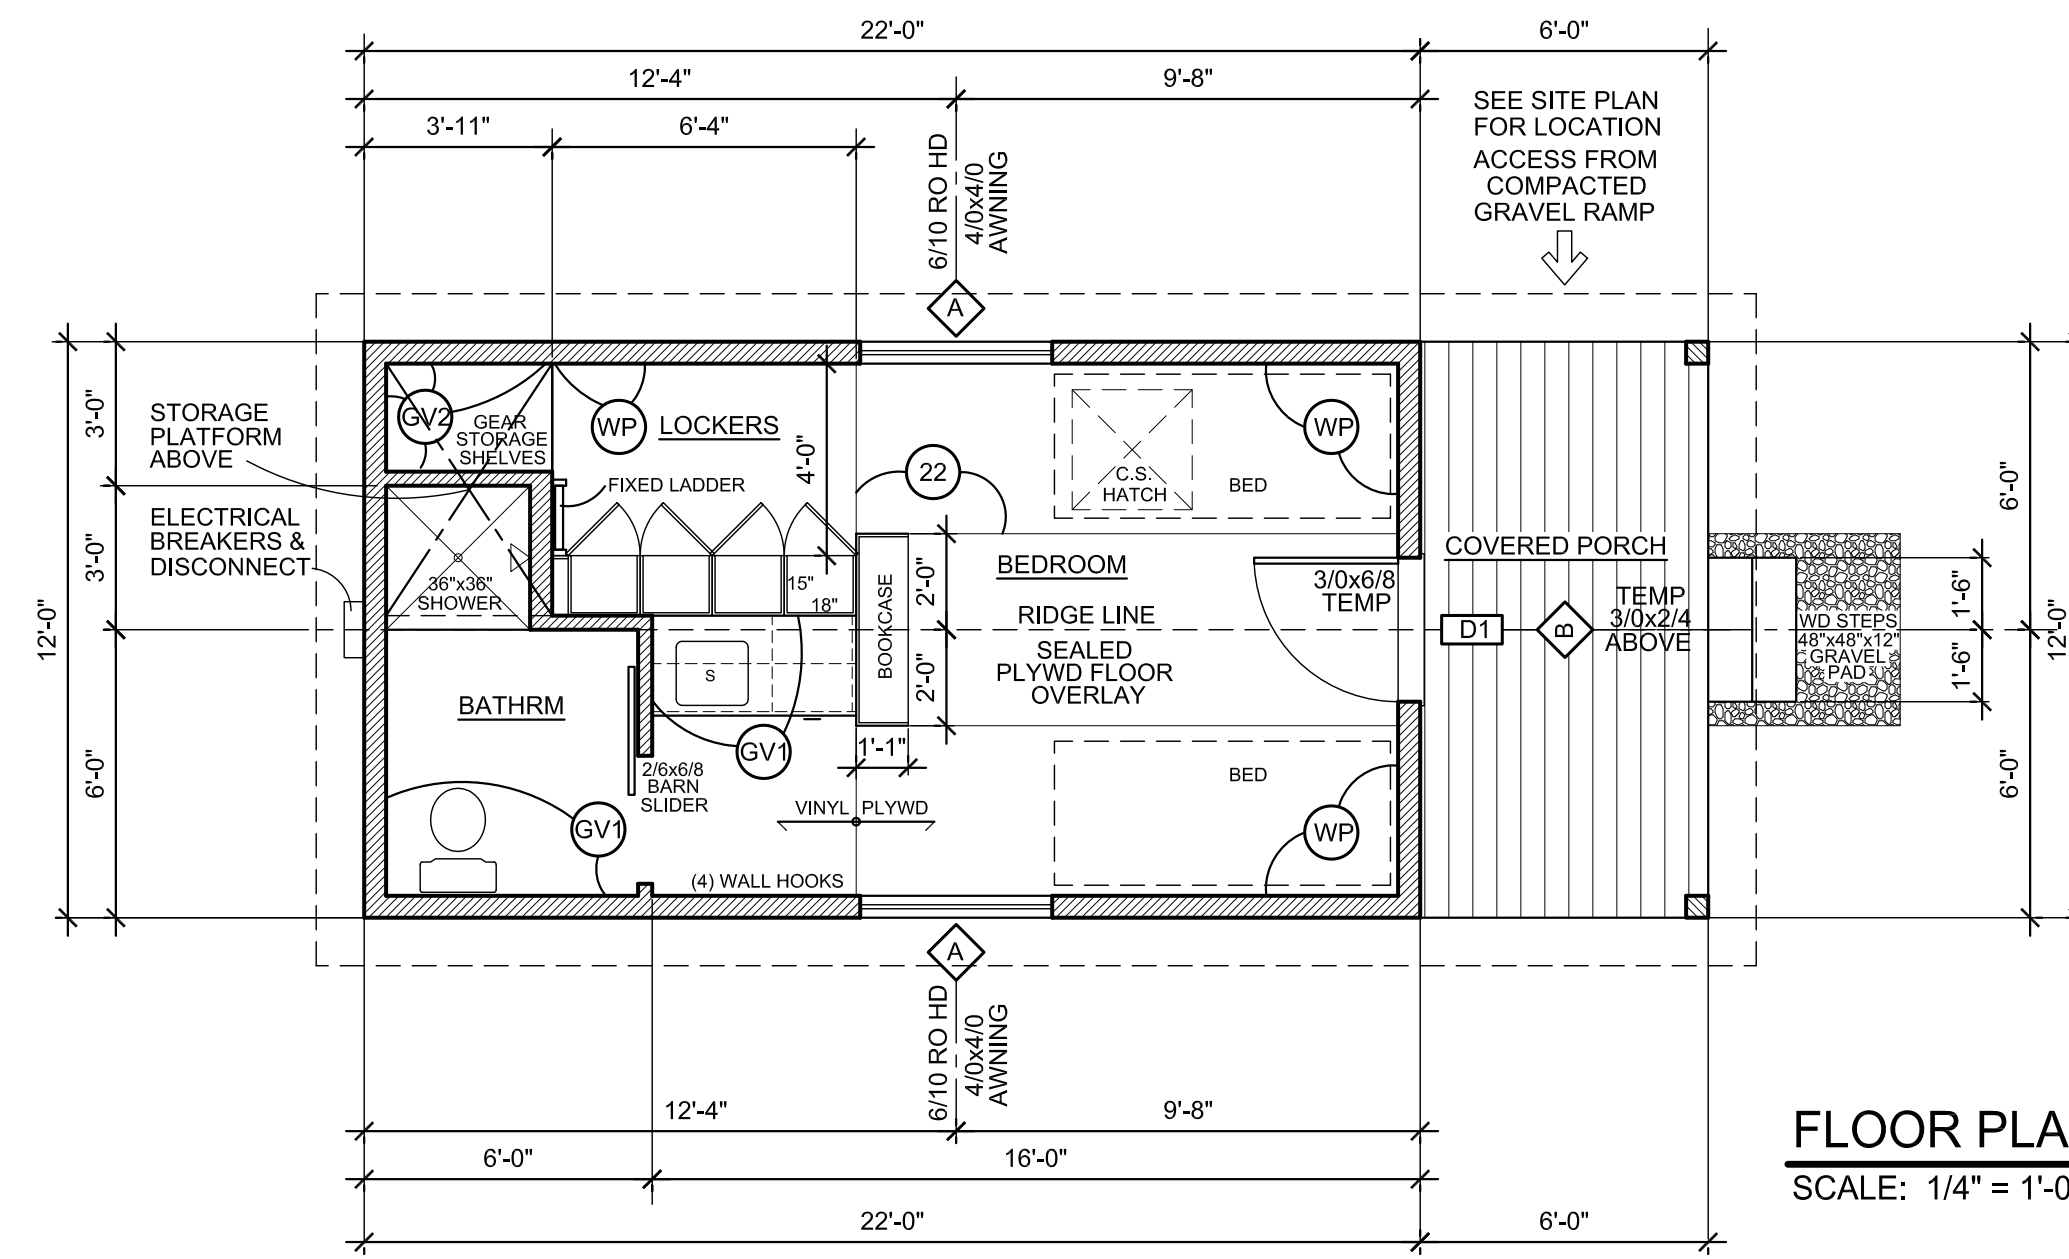 22'-0"
6'-0"
12'-4"
9'-8"
3'-11"
6'-4"
6/10 RO HD
4/0x4/0
AWNING
SEE SITE PLAN
FOR LOCATION
ACCESS FROM
COMPACTED
GRAVEL RAMP
A
12'-0"
3'-0"
3'-0"
6'-0"
STORAGE
PLATFORM
ABOVE
ELECTRICAL
BREAKERS &
DISCONNECT
GV2
GEAR
STORAGE
SHELVES
WP
LOCKERS
4'-0"
FIXED LADDER
22
C.S.
HATCH
BED
WP
36"x36"
SHOWER
15"
18"
BOOKCASE
2'-0"
2'-0"
BEDROOM
RIDGE LINE
SEALED
PLYWD FLOOR
OVERLAY
3/0x6/8
TEMP
COVERED PORCH
D1
B
TEMP
3/0x2/4
ABOVE
WD STEPS
48"x48"x12"
GRAVEL
PAD
1'-6"
1'-6"
6'-0"
6'-0"
12'-0"
BATHRM
S
GV1
1'-1"
2/6x6/8
BARN
SLIDER
VINYL PLYWD
GV1
(4) WALL HOOKS
BED
WP
A
6/10 RO HD
4/0x4/0
AWNING
12'-4"
9'-8"
6'-0"
16'-0"
22'-0"
6'-0"
FLOOR PLA
SCALE: 1/4" = 1'-0